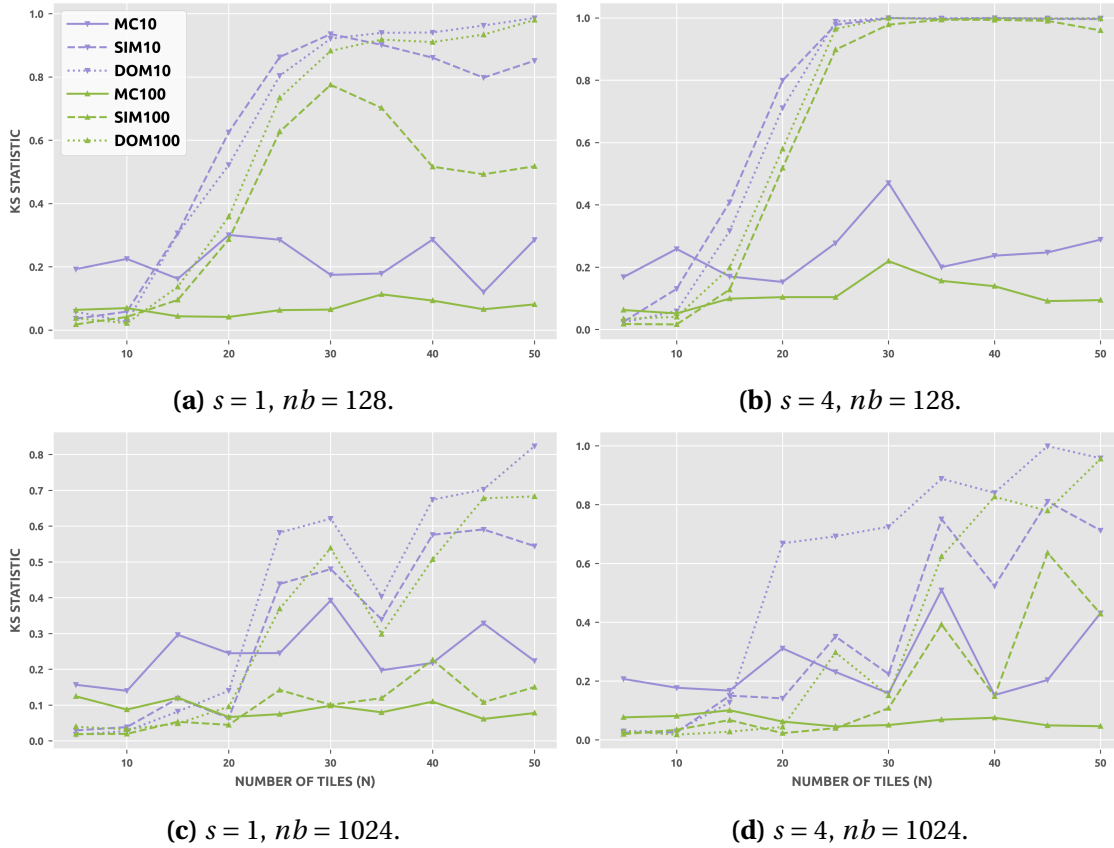 MC10
SIM10
DOM10
MC100
SIM100
DOM100
KS STATISTIC
1.0
0.8
0.6
0.4
0.2
0.0
10 20 30 40 50
1.0
0.8
0.6
0.4
0.2
0.0
10 20 30 40 50
(a) s = 1, nb = 128.
(b) s = 4, nb = 128.
KS STATISTIC
0.8
0.7
0.6
0.5
0.4
0.3
0.2
0.1
0.0
10 20 30 40 50
NUMBER OF TILES (N)
1.0
0.8
0.6
0.4
0.2
0.0
10 20 30 40 50
NUMBER OF TILES (N)
(c) s = 1, nb = 1024.
(d) s = 4, nb = 1024.